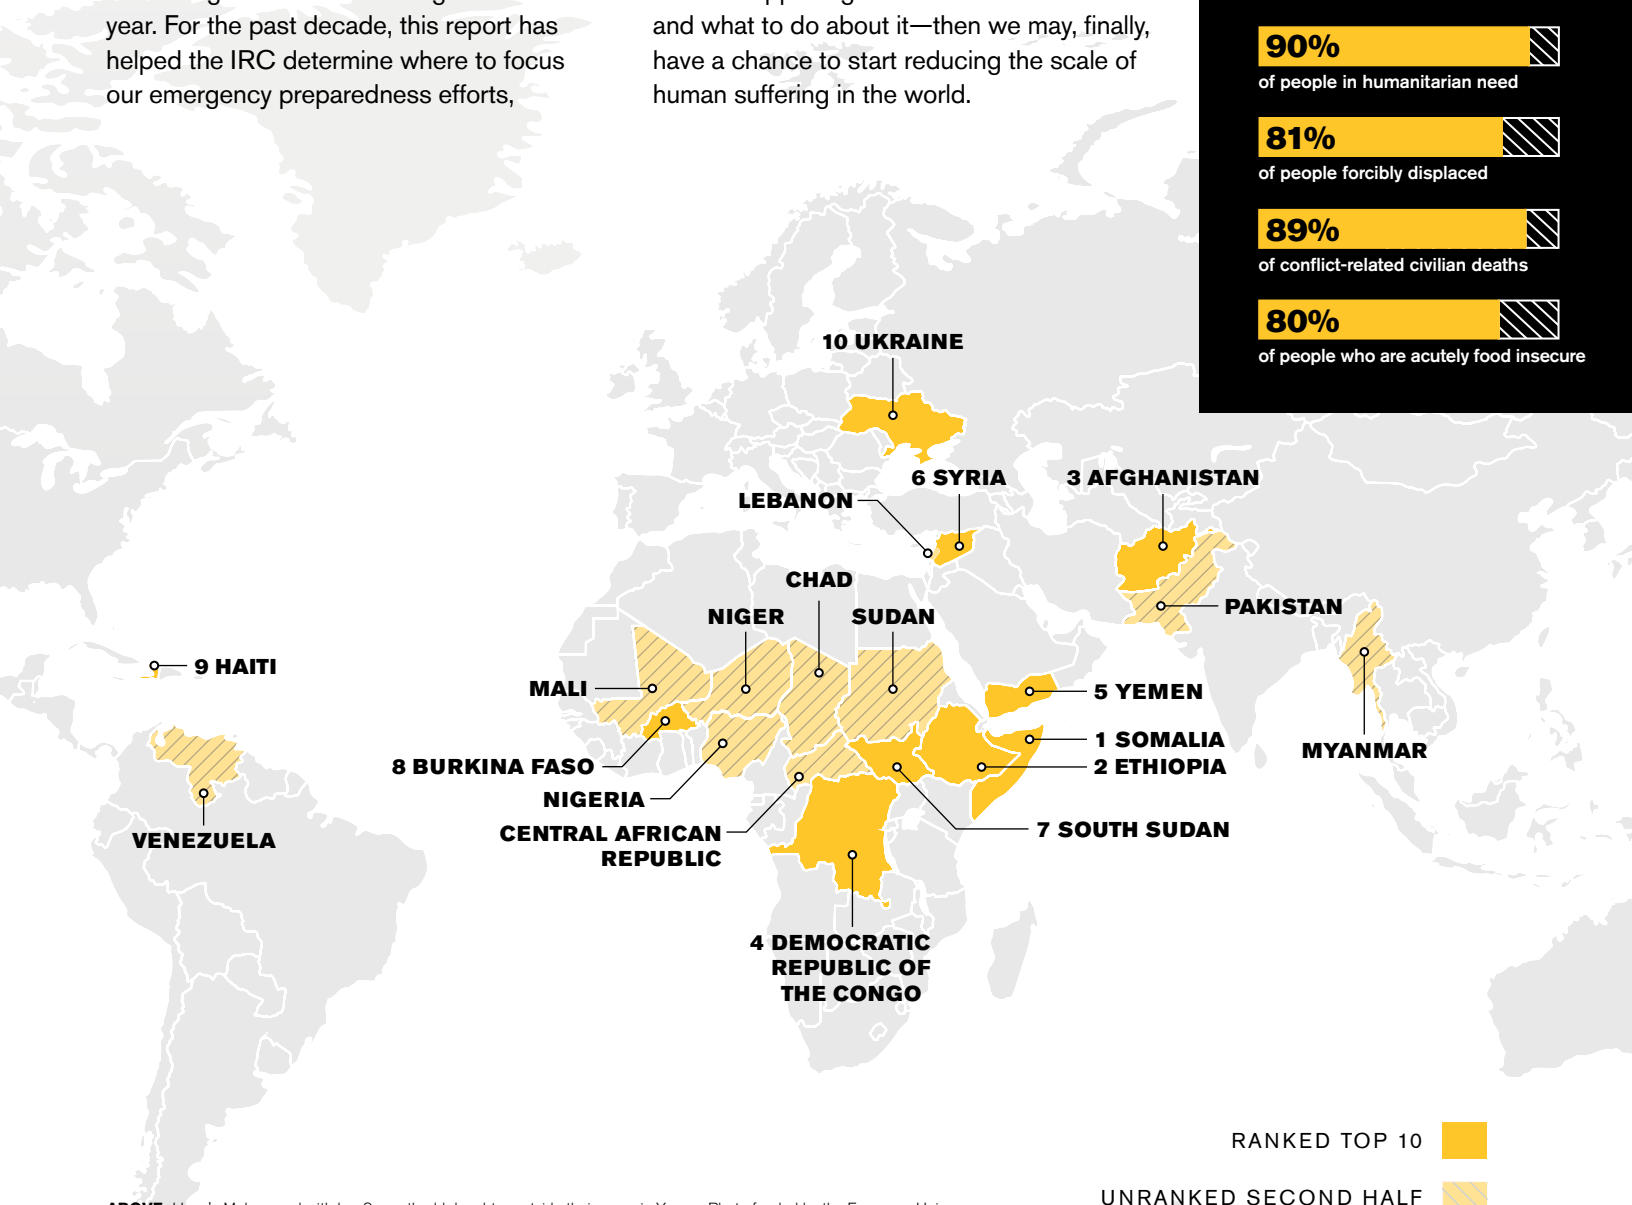 year. For the past decade, this report has
helped the IRC determine where to focus
our emergency preparedness efforts,
and what to do about it—then we may, finally,
have a chance to start reducing the scale of
human suffering in the world.
90%
of people in humanitarian need
81%
of people forcibly displaced
89%
of conflict-related civilian deaths
80%
of people who are acutely food insecure
10 UKRAINE
6 SYRIA
3 AFGHANISTAN
LEBANON
CHAD
NIGER
SUDAN
PAKISTAN
9 HAITI
MALI
5 YEMEN
1 SOMALIA
MYANMAR
8 BURKINA FASO
2 ETHIOPIA
NIGERIA
7 SOUTH SUDAN
CENTRAL AFRICAN
REPUBLIC
VENEZUELA
4 DEMOCRATIC
REPUBLIC OF
THE CONGO
RANKED TOP 10
UNRANKED SECOND HALF